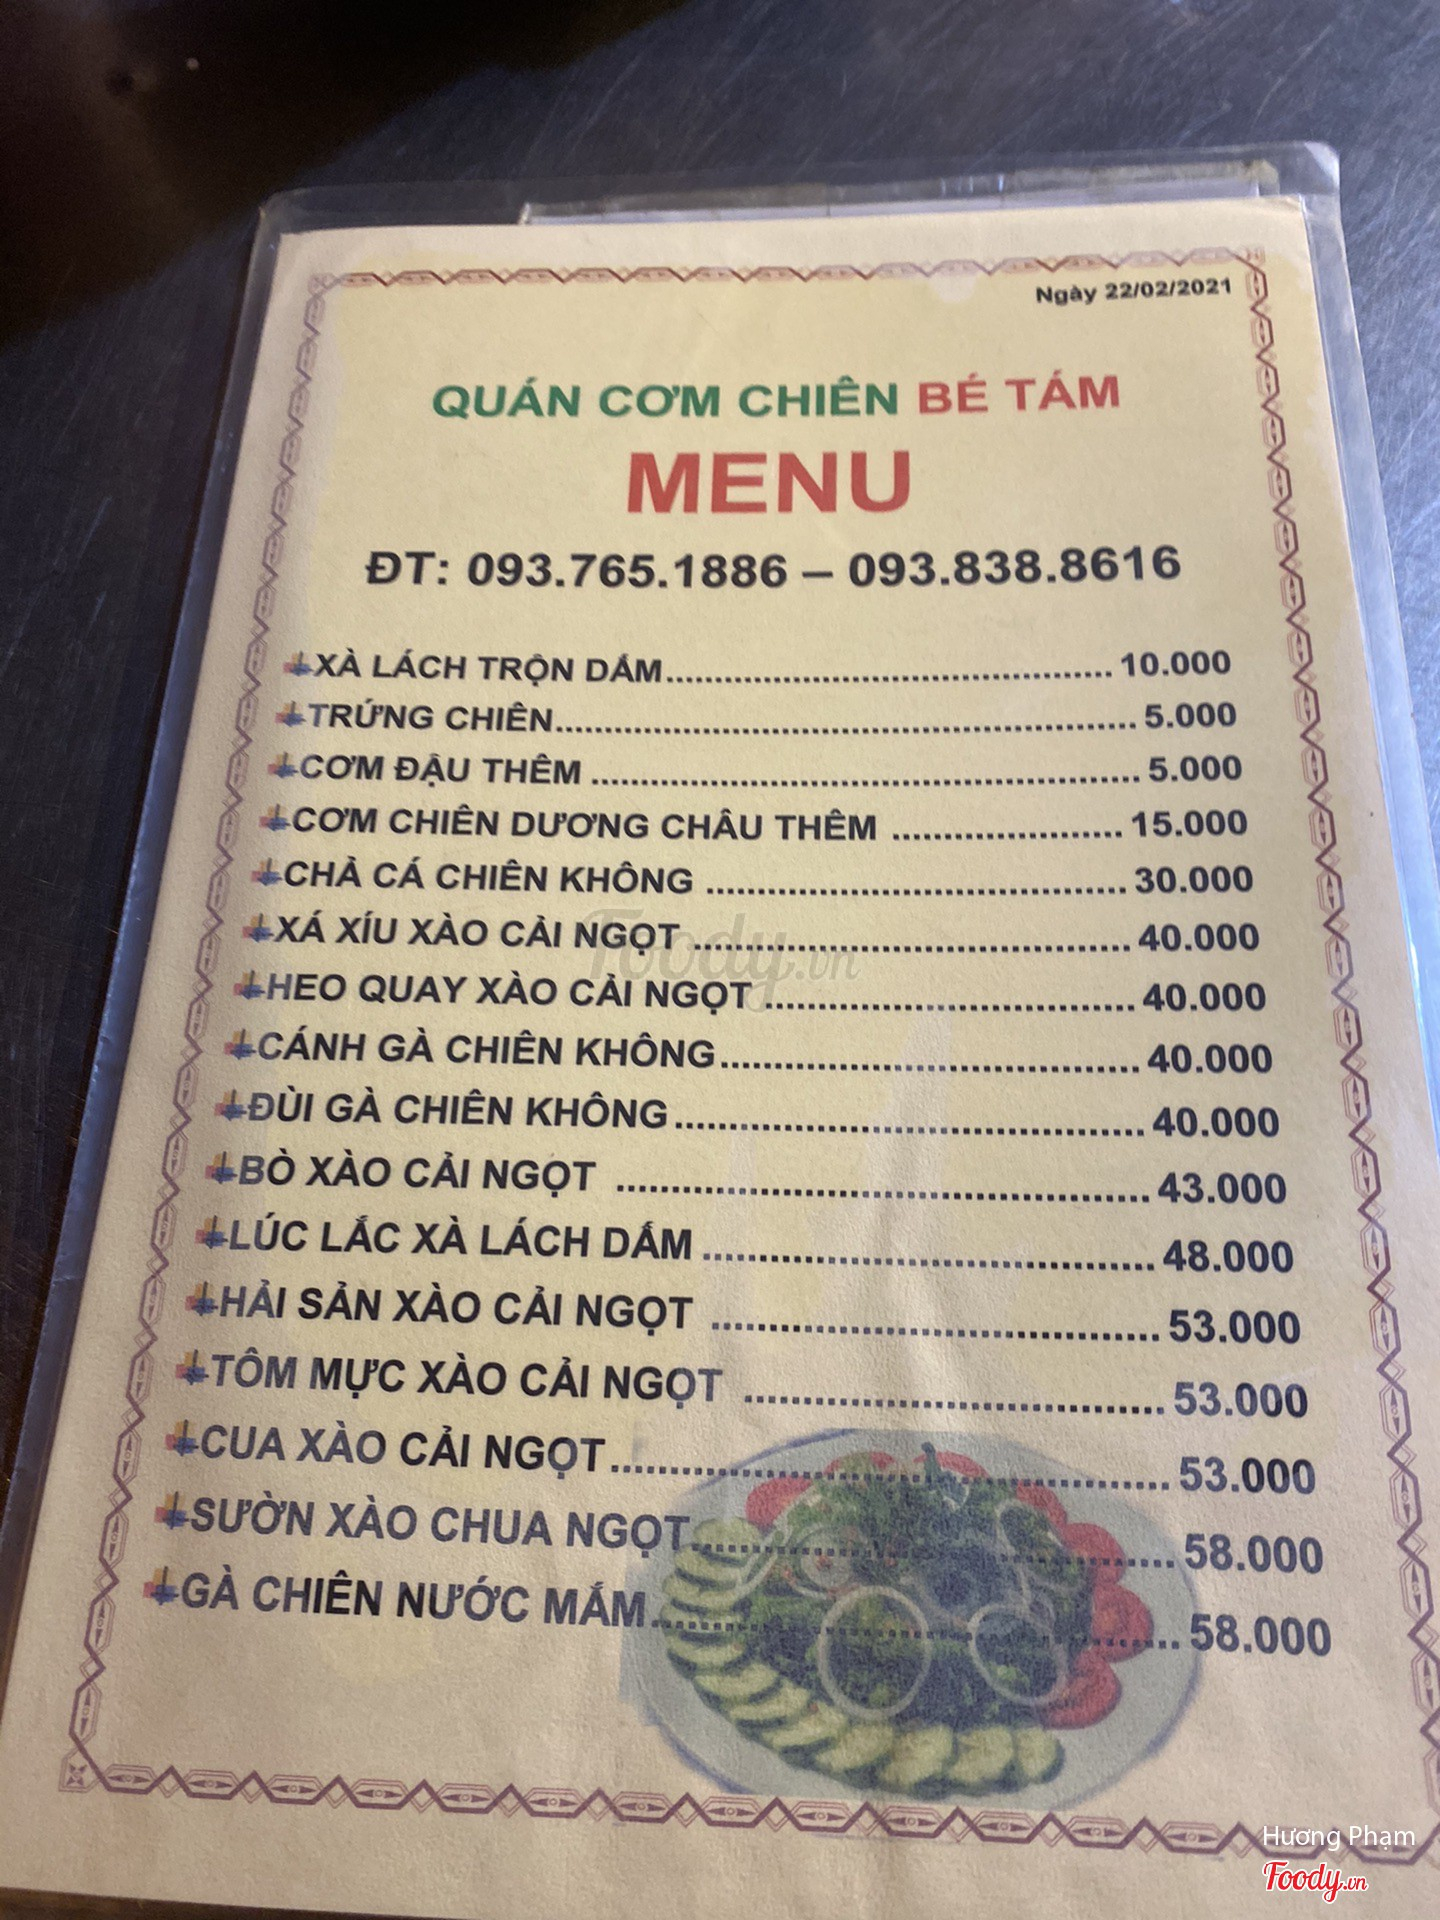 Ngày 22/02/2021
QUÁN CƠM CHIÊN BÉ TÁM
MENU
ĐT: 093.765.1886 – 093.838.8616
XÀ LÁCH TRỘN DẤM.............................................. 10.000
TRỨNG CHIÊN............................................................ 5.000
CƠM ĐẬU THÊM ........................................................ 5.000
CƠM CHIÊN DƯƠNG CHÂU THÊM ...................... 15.000
CHẢ CÁ CHIÊN KHÔNG ......................................... 30.000
XÁ XÍU XÀO CẢI NGỌT .......................................... 40.000
HEO QUAY XÀO CẢI NGỌT ................................... 40.000
CÁNH GÀ CHIÊN KHÔNG....................................... 40.000
ĐÙI GÀ CHIÊN KHÔNG........................................... 40.000
BÒ XÀO CẢI NGỌT ................................................. 43.000
LÚC LẮC XÀ LÁCH DẤM ........................................ 48.000
HẢI SẢN XÀO CẢI NGỌT ........................................ 53.000
TÔM MỰC XÀO CẢI NGỌT ..................................... 53.000
CUA XÀO CẢI NGỌT................................................ 53.000
SƯỜN XÀO CHUA NGỌT......................................... 58.000
GÀ CHIÊN NƯỚC MẮM............................................ 58.000
Foody.vn
Hương Phạm
Foody.vn